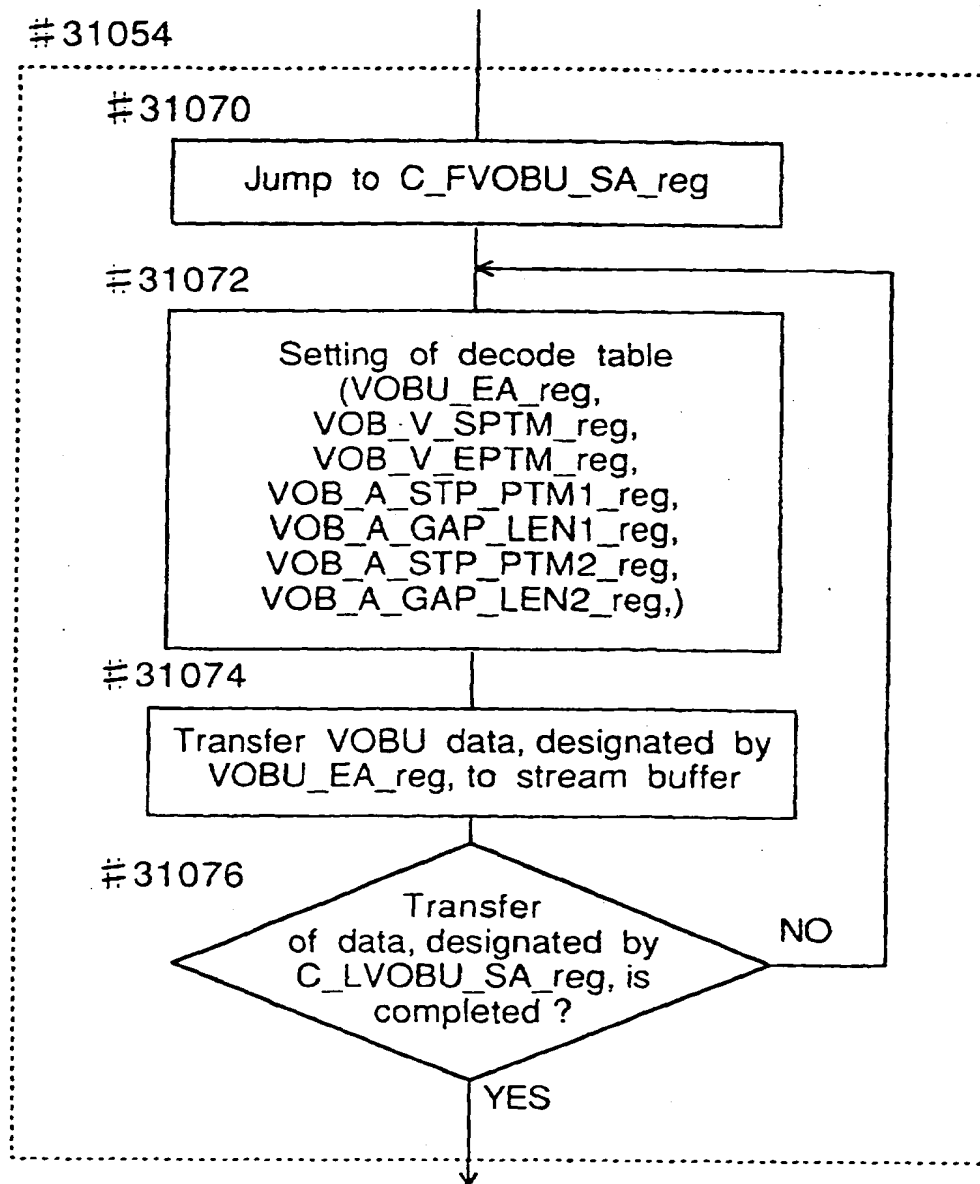 #31054
#31070
Jump to C_FVOBU_SA_reg
#31072
Setting of decode table
(VOBU_EA_reg,
VOB_V_SPTM_reg,
VOB_V_EPTM_reg,
VOB_A_STP_PTM1_reg,
VOB_A_GAP_LEN1_reg,
VOB_A_STP_PTM2_reg,
VOB_A_GAP_LEN2_reg,)
#31074
Transfer VOBU data, designated by
VOBU_EA_reg, to stream buffer
#31076
Transfer
of data, designated by
C_LVOBU_SA_reg, is
completed ?
NO
YES